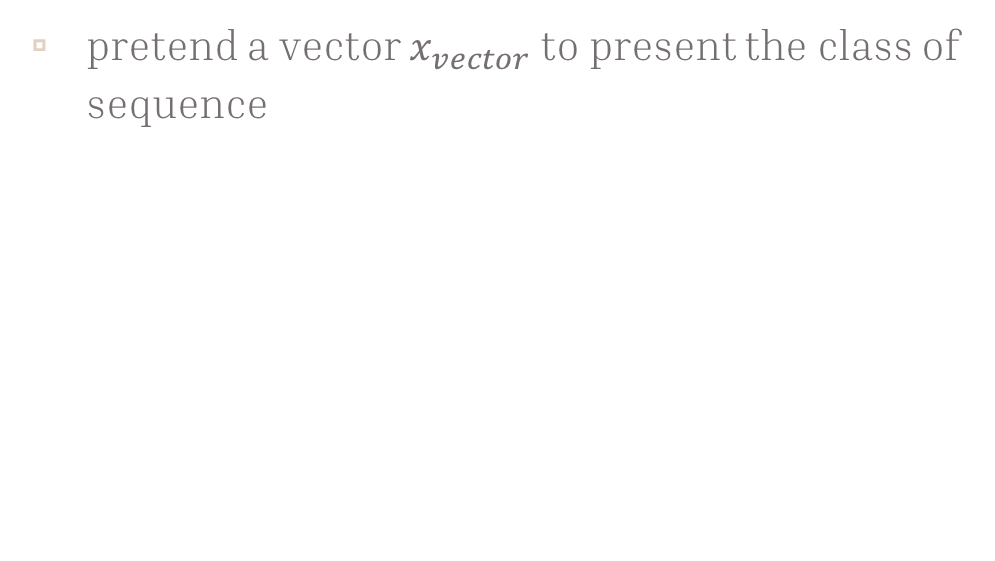 pretend a vector x_vector to present the class of
sequence